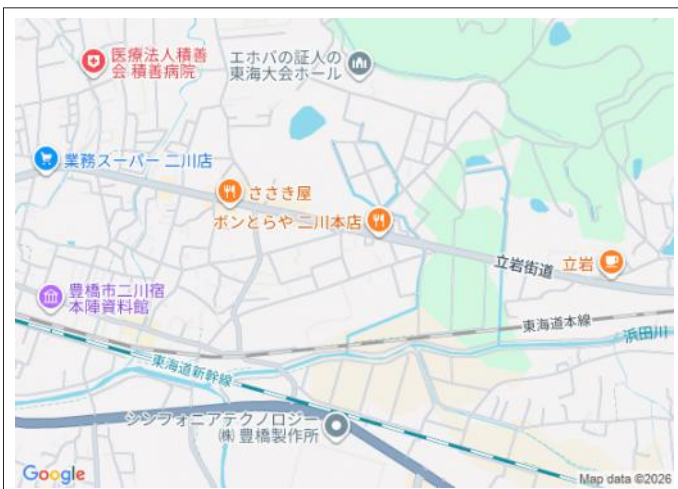 医療法人積善
会 積善病院
エホバの証人の
東海大会ホール
業務スーパー 二川店
ささき屋
ボンとらや 二川本店
立岩街道
立岩
豊橋市二川宿
本陣資料館
東海道本線
浜田川
東海道新幹線
シンフォニアテクノロジー
㈱ 豊橋製作所
Google
Map data ©2026